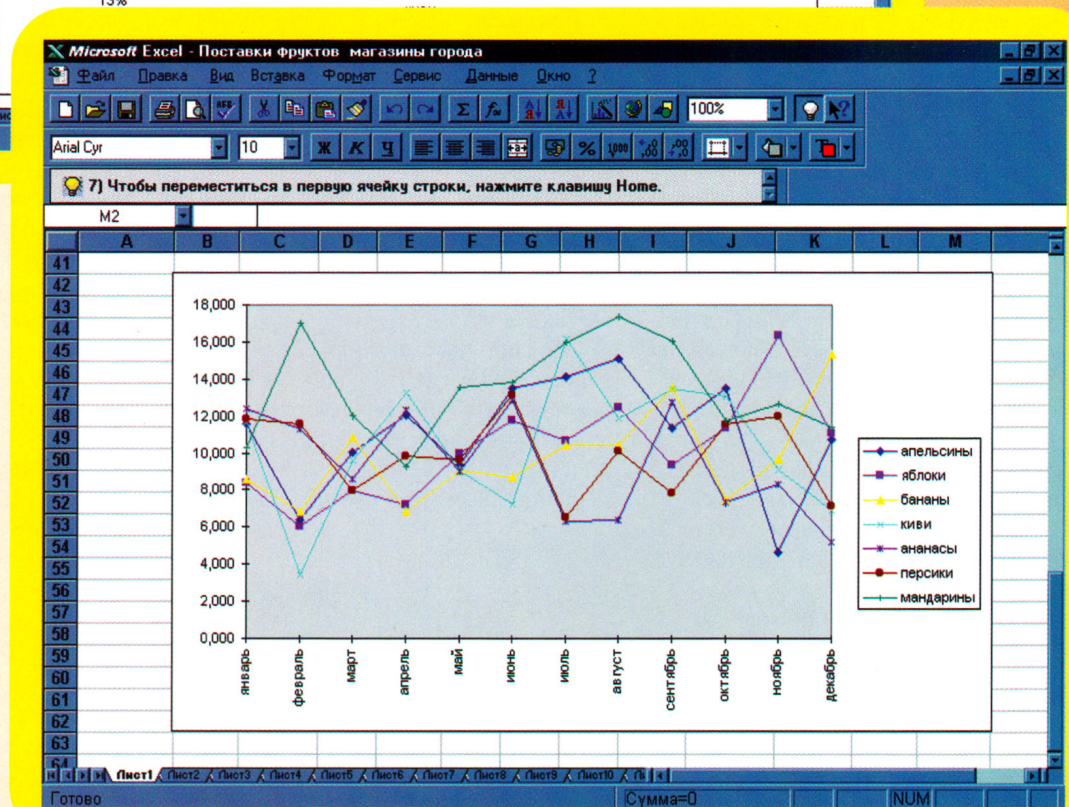 13%
Microsoft Excel - Поставки фруктов магазины города
Файл Правка Вид Вставка Формат Сервис Данные Окно ?
100%
Arial Cyr 10 Ж К Ч
7) Чтобы переместиться в первую ячейку строки, нажмите клавишу Home.
M2
A B C D E F G H I J K L M
41
42
43
44
45
46
47
48
49
50
51
52
53
54
55
56
57
58
59
60
61
62
63
64
18,000
16,000
14,000
12,000
10,000
8,000
6,000
4,000
2,000
0,000
январь
февраль
март
апрель
май
июнь
июль
август
сентябрь
октябрь
ноябрь
декабрь
апельсины
яблоки
бананы
киви
ананасы
персики
мандарины
Лист1 Лист2 Лист3 Лист4 Лист5 Лист6 Лист7 Лист8 Лист9 Лист10
Готово Сумма=0 NUM